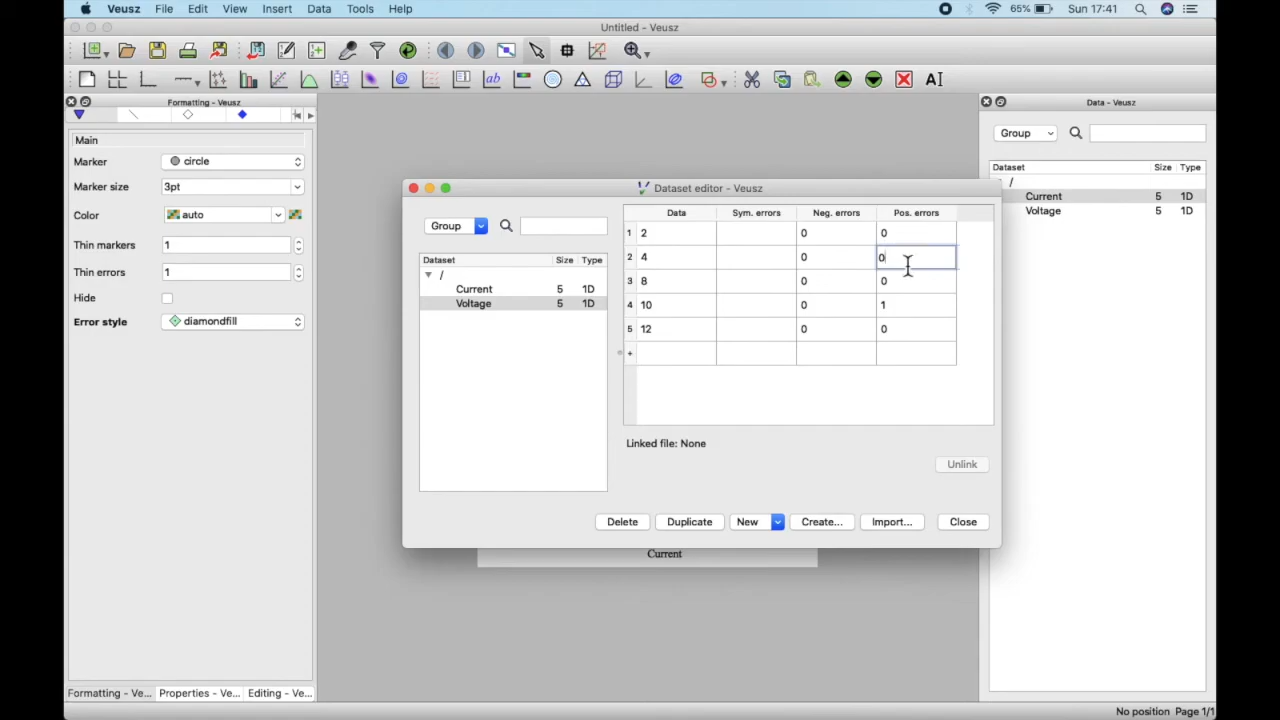 Veusz File Edit View Insert Data Tools Help 65% Sun 17:41
Untitled - Veusz
ab AI
Formatting - Veusz
Main
Marker circle
Marker size 3pt
Color auto
Thin markers 1
Thin errors 1
Hide
Error style diamondfill
Dataset editor - Veusz
Group
Dataset Size Type
/
Current 5 1D
Voltage 5 1D
Data Sym. errors Neg. errors Pos. errors
1 2 0 0
2 4 0 0
3 8 0 0
4 10 0 1
5 12 0 0
+
Linked file: None
Unlink
Delete Duplicate New Create... Import... Close
Current
Data - Veusz
Group
Dataset Size Type
/
Current 5 1D
Voltage 5 1D
Formatting - Ve... Properties - Ve... Editing - Ve...
No position Page 1/1